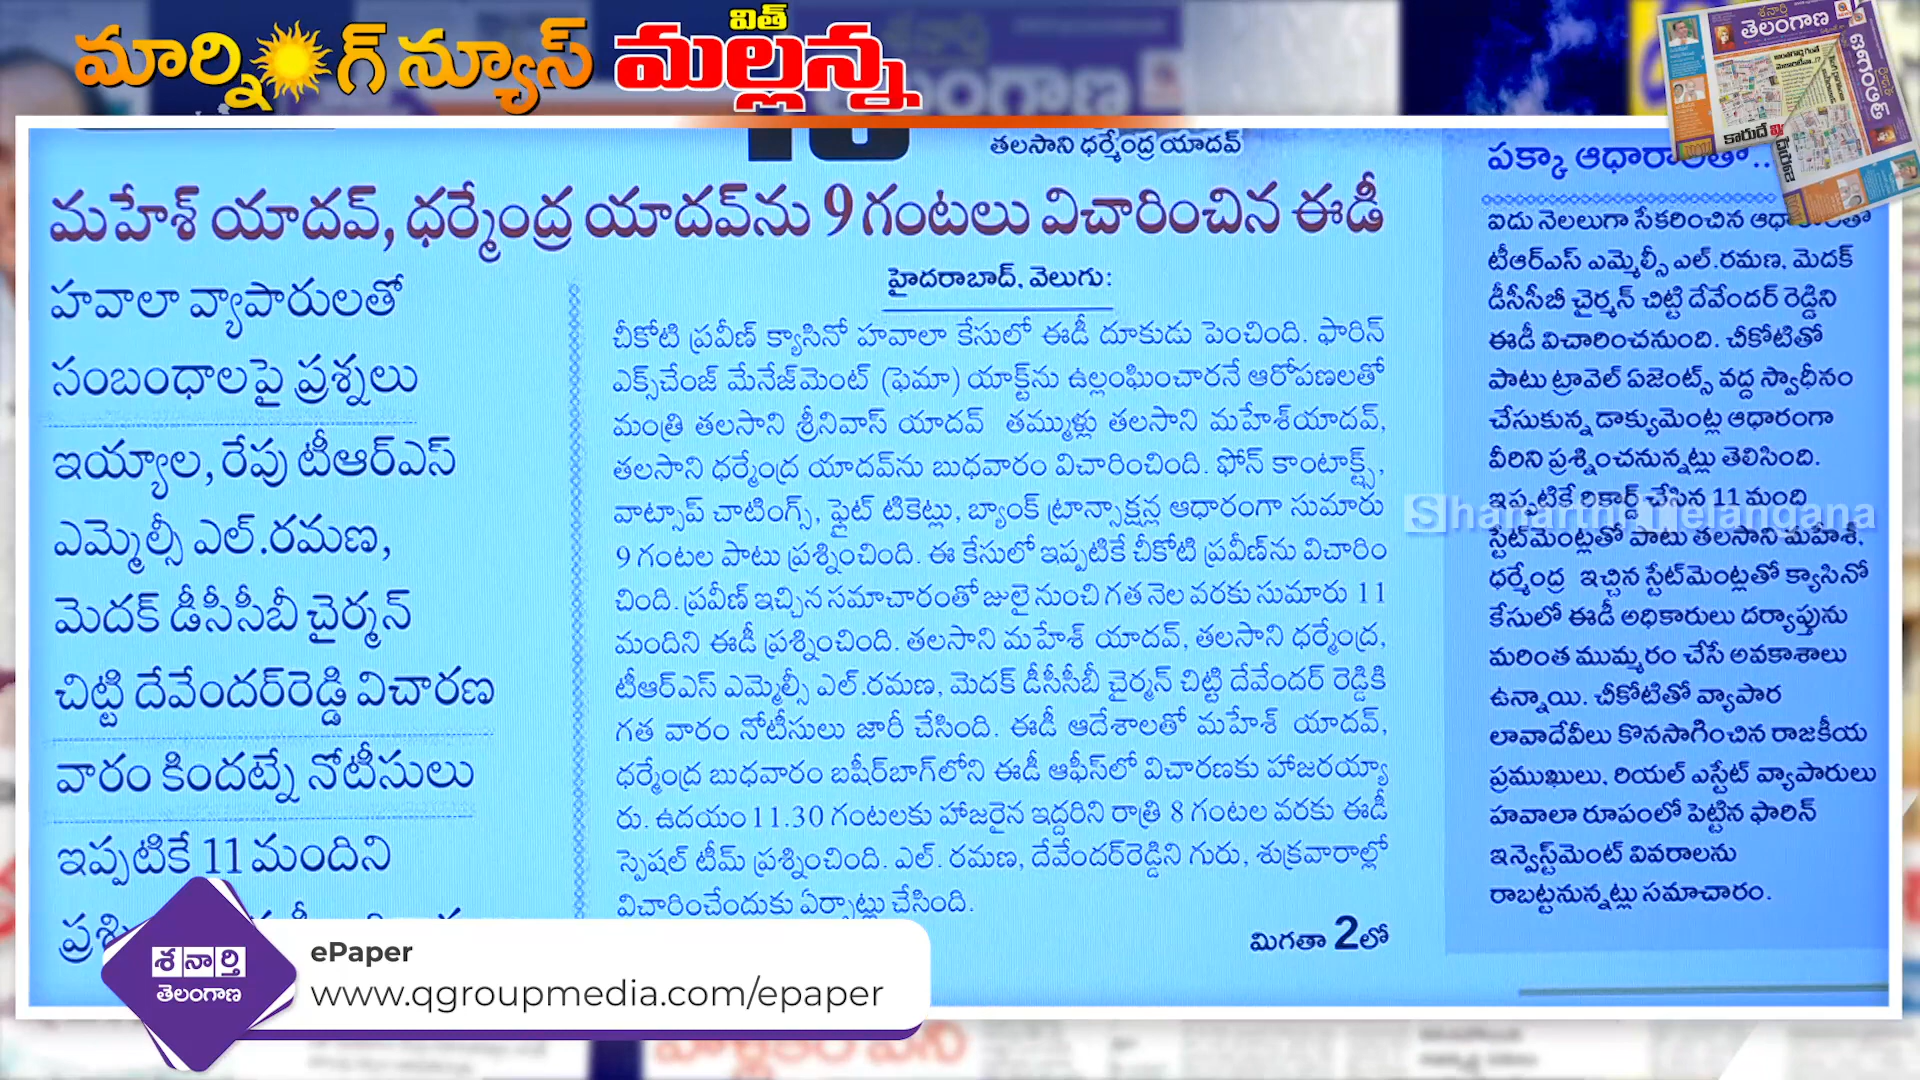 మార్నింగ్ న్యూస్ విత్ మల్లన్న
శనార్తి
తెలంగాణ
తలసాని ధర్మేంద్ర యాదవ్
మహేశ్ యాదవ్, ధర్మేంద్ర యాదవ్‌ను 9 గంటలు విచారించిన ఈడీ
హవాలా వ్యాపారులతో
సంబంధాలపై ప్రశ్నలు
ఇయ్యాల, రేపు టీఆర్ఎస్
ఎమ్మెల్సీ ఎల్.రమణ,
మెదక్ డీసీసీబీ చైర్మన్
చిట్టి దేవేందర్‌రెడ్డి విచారణ
వారం కిందట్నే నోటీసులు
ఇప్పటికే 11 మందిని
హైదరాబాద్, వెలుగు:
చీకోటి ప్రవీణ్ క్యాసినో హవాలా కేసులో ఈడీ దూకుడు పెంచింది. ఫారిన్
ఎక్స్‌చేంజ్ మేనేజ్‌మెంట్ (ఫెమా) యాక్ట్‌ను ఉల్లంఘించారనే ఆరోపణలతో
మంత్రి తలసాని శ్రీనివాస్ యాదవ్ తమ్ముళ్లు తలసాని మహేశ్‌యాదవ్,
తలసాని ధర్మేంద్ర యాదవ్‌ను బుధవారం విచారించింది. ఫోన్ కాంటాక్ట్స్,
వాట్సాప్ చాటింగ్స్, ఫ్లైట్ టికెట్లు, బ్యాంక్ ట్రాన్సాక్షన్ల ఆధారంగా సుమారు
9 గంటల పాటు ప్రశ్నించింది. ఈ కేసులో ఇప్పటికే చీకోటి ప్రవీణ్‌ను విచారిం
చింది. ప్రవీణ్ ఇచ్చిన సమాచారంతో జులై నుంచి గత నెల వరకు సుమారు 11
మందిని ఈడీ ప్రశ్నించింది. తలసాని మహేశ్ యాదవ్, తలసాని ధర్మేంద్ర,
టీఆర్ఎస్ ఎమ్మెల్సీ ఎల్.రమణ, మెదక్ డీసీసీబీ చైర్మన్ చిట్టి దేవేందర్ రెడ్డికి
గత వారం నోటీసులు జారీ చేసింది. ఈడీ ఆదేశాలతో మహేశ్ యాదవ్,
ధర్మేంద్ర బుధవారం బషీర్‌బాగ్‌లోని ఈడీ ఆఫీస్‌లో విచారణకు హాజరయ్యా
రు. ఉదయం 11.30 గంటలకు హాజరైన ఇద్దరిని రాత్రి 8 గంటల వరకు ఈడీ
స్పెషల్ టీమ్ ప్రశ్నించింది. ఎల్. రమణ, దేవేందర్‌రెడ్డిని గురు, శుక్రవారాల్లో
విచారించేందుకు ఏర్పాట్లు చేసింది.
మిగతా 2లో
పక్కా ఆధారాలతో..
ఐదు నెలలుగా సేకరించిన ఆధారాలతో
టీఆర్ఎస్ ఎమ్మెల్సీ ఎల్.రమణ, మెదక్
డీసీసీబీ చైర్మన్ చిట్టి దేవేందర్ రెడ్డిని
ఈడీ విచారించనుంది. చీకోటితో
పాటు ట్రావెల్ ఏజెంట్స్ వద్ద స్వాధీనం
చేసుకున్న డాక్యుమెంట్ల ఆధారంగా
వీరిని ప్రశ్నించనున్నట్లు తెలిసింది.
ఇప్పటికే రికార్డ్ చేసిన 11 మంది
స్టేట్‌మెంట్లతో పాటు తలసాని మహేశ్,
ధర్మేంద్ర ఇచ్చిన స్టేట్‌మెంట్లతో క్యాసినో
కేసులో ఈడీ అధికారులు దర్యాప్తును
మరింత ముమ్మరం చేసే అవకాశాలు
ఉన్నాయి. చీకోటితో వ్యాపార
లావాదేవీలు కొనసాగించిన రాజకీయ
ప్రముఖులు, రియల్ ఎస్టేట్ వ్యాపారులు
హవాలా రూపంలో పెట్టిన ఫారిన్
ఇన్వెస్ట్‌మెంట్ వివరాలను
రాబట్టనున్నట్లు సమాచారం.
Shanarthi Telangana
శనార్తి
తెలంగాణ
ePaper
www.qgroupmedia.com/epaper